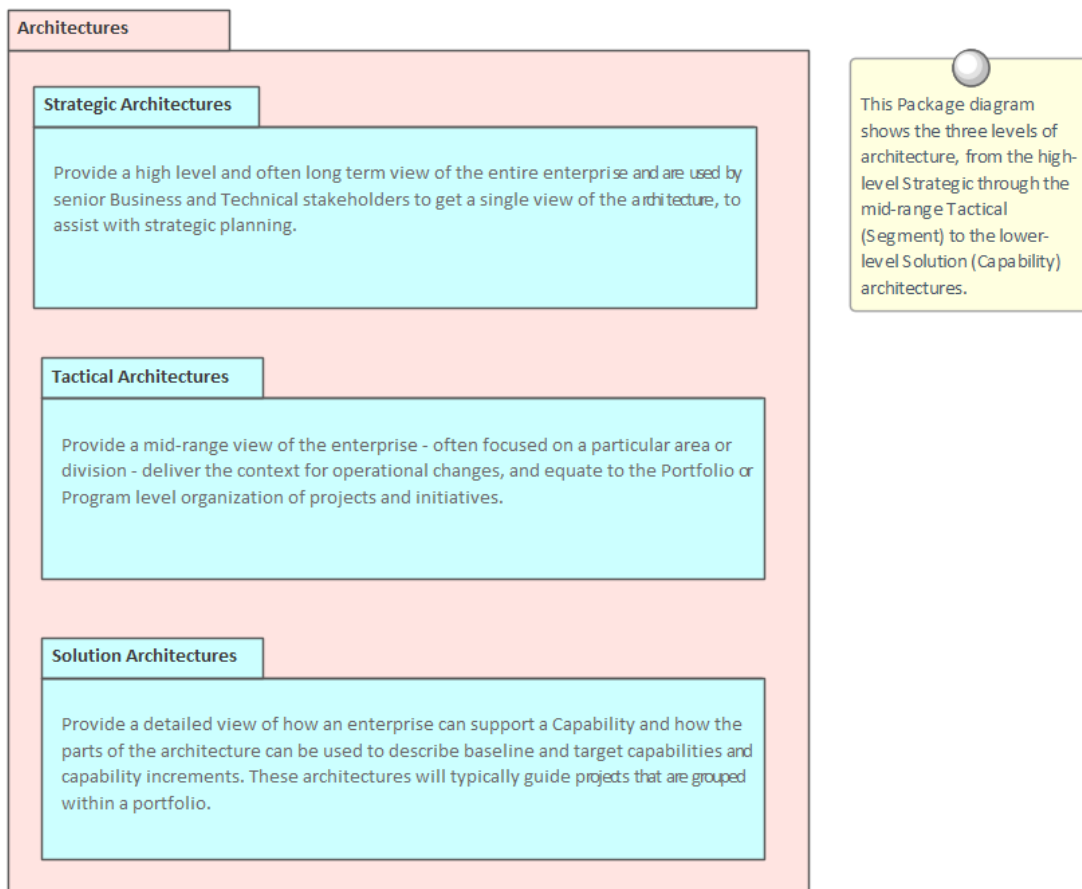 Architectures
Strategic Architectures
Provide a high level and often long term view of the entire enterprise and are used by
senior Business and Technical stakeholders to get a single view of the architecture, to
assist with strategic planning.
Tactical Architectures
Provide a mid-range view of the enterprise - often focused on a particular area or
division - deliver the context for operational changes, and equate to the Portfolio or
Program level organization of projects and initiatives.
Solution Architectures
Provide a detailed view of how an enterprise can support a Capability and how the
parts of the architecture can be used to describe baseline and target capabilities and
capability increments. These architectures will typically guide projects that are grouped
within a portfolio.
This Package diagram
shows the three levels of
architecture, from the high-
level Strategic through the
mid-range Tactical
(Segment) to the lower-
level Solution (Capability)
architectures.